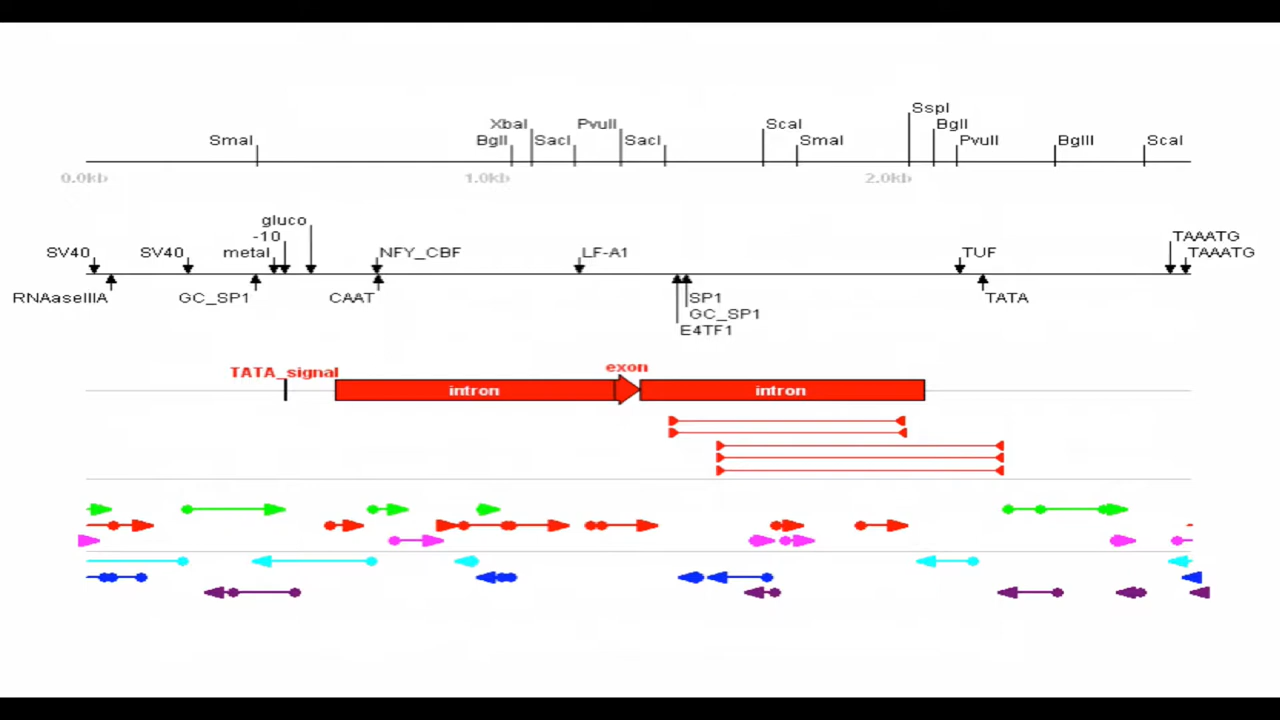 SspI
XbaI PvuII ScaI BglI
SmaI BglI SacI SacI SmaI PvuII BglII ScaI
0.0kb 1.0kb 2.0kb
gluco
-10 TAAATG
SV40 SV40 metal NFY_CBF LF-A1 TUF TAAATG
RNAaseIIIA GC_SP1 CAAT SP1 TATA
GC_SP1
E4TF1
TATA_signal exon
intron intron